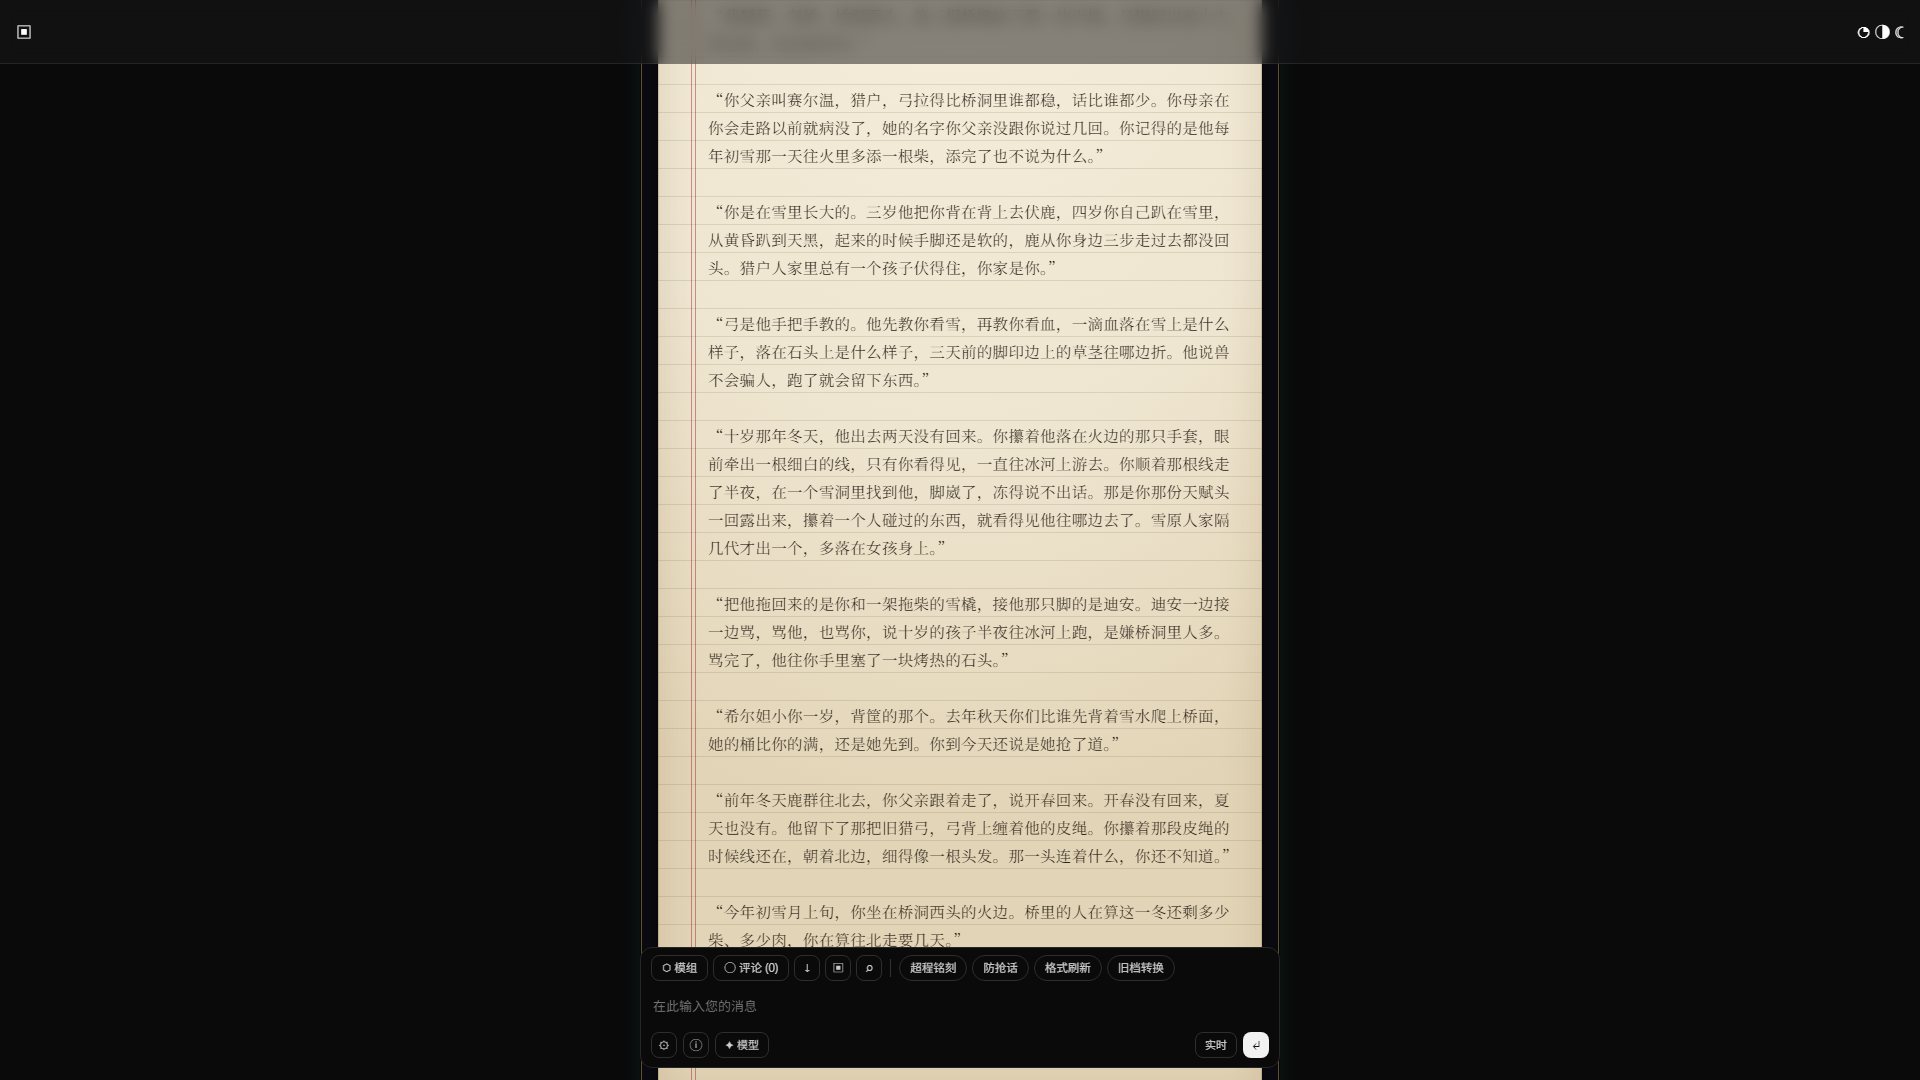 “你父亲叫赛尔温，猎户，弓拉得比桥洞里谁都稳，话比谁都少。你母亲在
你会走路以前就病没了，她的名字你父亲没跟你说过几回。你记得的是他每
年初雪那一天往火里多添一根柴，添完了也不说为什么。”
“你是在雪里长大的。三岁他把你背在背上去伏鹿，四岁你自己趴在雪里，
从黄昏趴到天黑，起来的时候手脚还是软的，鹿从你身边三步走过去都没回
头。猎户人家里总有一个孩子伏得住，你家是你。”
“弓是他手把手教的。他先教你看雪，再教你看血，一滴血落在雪上是什么
样子，落在石头上是什么样子，三天前的脚印边上的草茎往哪边折。他说兽
不会骗人，跑了就会留下东西。”
“十岁那年冬天，他出去两天没有回来。你攥着他落在火边的那只手套，眼
前牵出一根细白的线，只有你看得见，一直往冰河上游去。你顺着那根线走
了半夜，在一个雪洞里找到他，脚崴了，冻得说不出话。那是你那份天赋头
一回露出来，攥着一个人碰过的东西，就看得见他往哪边去了。雪原人家隔
几代才出一个，多落在女孩身上。”
“把他拖回来的是你和一架拖柴的雪橇，接他那只脚的是迪安。迪安一边接
一边骂，骂他，也骂你，说十岁的孩子半夜往冰河上跑，是嫌桥洞里人多。
骂完了，他往你手里塞了一块烤热的石头。”
“希尔妲小你一岁，背筐的那个。去年秋天你们比谁先背着雪水爬上桥面，
她的桶比你的满，还是她先到。你到今天还说是她抢了道。”
“前年冬天鹿群往北去，你父亲跟着走了，说开春回来。开春没有回来，夏
天也没有。他留下了那把旧猎弓，弓背上缠着他的皮绳。你攥着那段皮绳的
时候线还在，朝着北边，细得像一根头发。那一头连着什么，你还不知道。”
“今年初雪月上旬，你坐在桥洞西头的火边。桥里的人在算这一冬还剩多少
柴、多少肉，你在算往北走要几天。”
模组 评论 (0) 超程铭刻 防抢话 格式刷新 旧档转换
在此输入您的消息
模型 实时